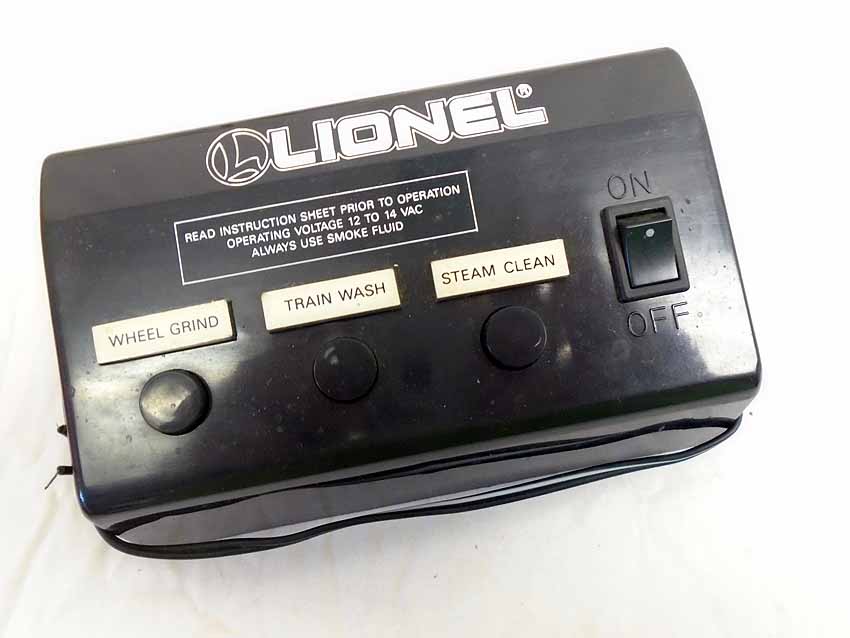 LIONEL®
READ INSTRUCTION SHEET PRIOR TO OPERATION
OPERATING VOLTAGE 12 TO 14 VAC
ALWAYS USE SMOKE FLUID
ON
OFF
WHEEL GRIND
TRAIN WASH
STEAM CLEAN